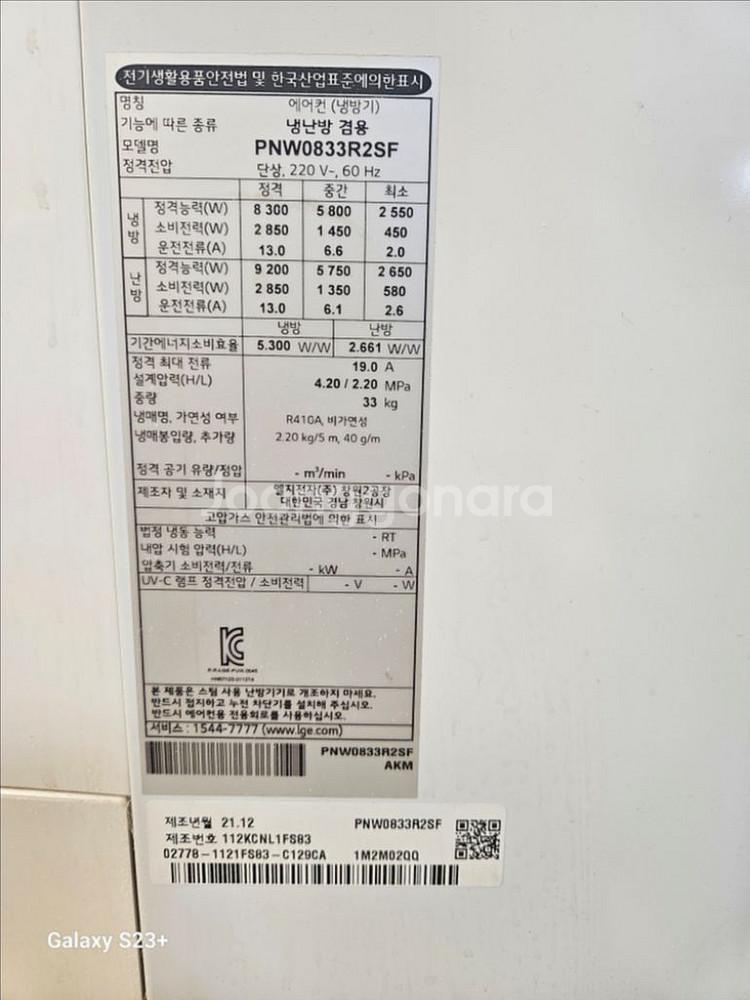 전기생활용품안전법 및 한국산업표준에의한표시
명칭 에어컨 (냉방기)
기능에 따른 종류 냉난방 겸용
모델명 PNW0833R2SF
정격전압 단상, 220 V~, 60 Hz
정격 중간 최소
냉방
정격능력(W) 8 300 5 800 2 550
소비전력(W) 2 850 1 450 450
운전전류(A) 13.0 6.6 2.0
난방
정격능력(W) 9 200 5 750 2 650
소비전력(W) 2 850 1 350 580
운전전류(A) 13.0 6.1 2.6
냉방 난방
기간에너지소비효율 5.300 W/W 2.661 W/W
정격 최대 전류 19.0 A
설계압력(H/L) 4.20 / 2.20 MPa
중량 33 kg
냉매명, 가연성 여부 R410A, 비가연성
냉매봉입량, 추가량 2.20 kg/5 m, 40 g/m
정격 공기 유량/정압 - m³/min - kPa
제조자 및 소재지 엘지전자(주) 창원2공장
대한민국 경남 창원시
고압가스 안전관리법에 의한 표시
법정 냉동 능력 - RT
내압 시험 압력(H/L) - MPa
압축기 소비전력/전류 - kW - A
UV-C 램프 정격전압 / 소비전력 - V - W
본 제품은 스팀 사용 난방기기로 개조하지 마세요.
반드시 접지하고 누전 차단기를 설치해 주십시오.
반드시 에어컨용 전용회로를 사용하십시오.
서비스 : 1544-7777 (www.lge.com)
PNW0833R2SF
AKM
제조년월 21.12 PNW0833R2SF
제조번호 112KCNL1FS83
02778-1121FS83-C129CA 1M2M02QQ
Joonggonara
Galaxy S23+